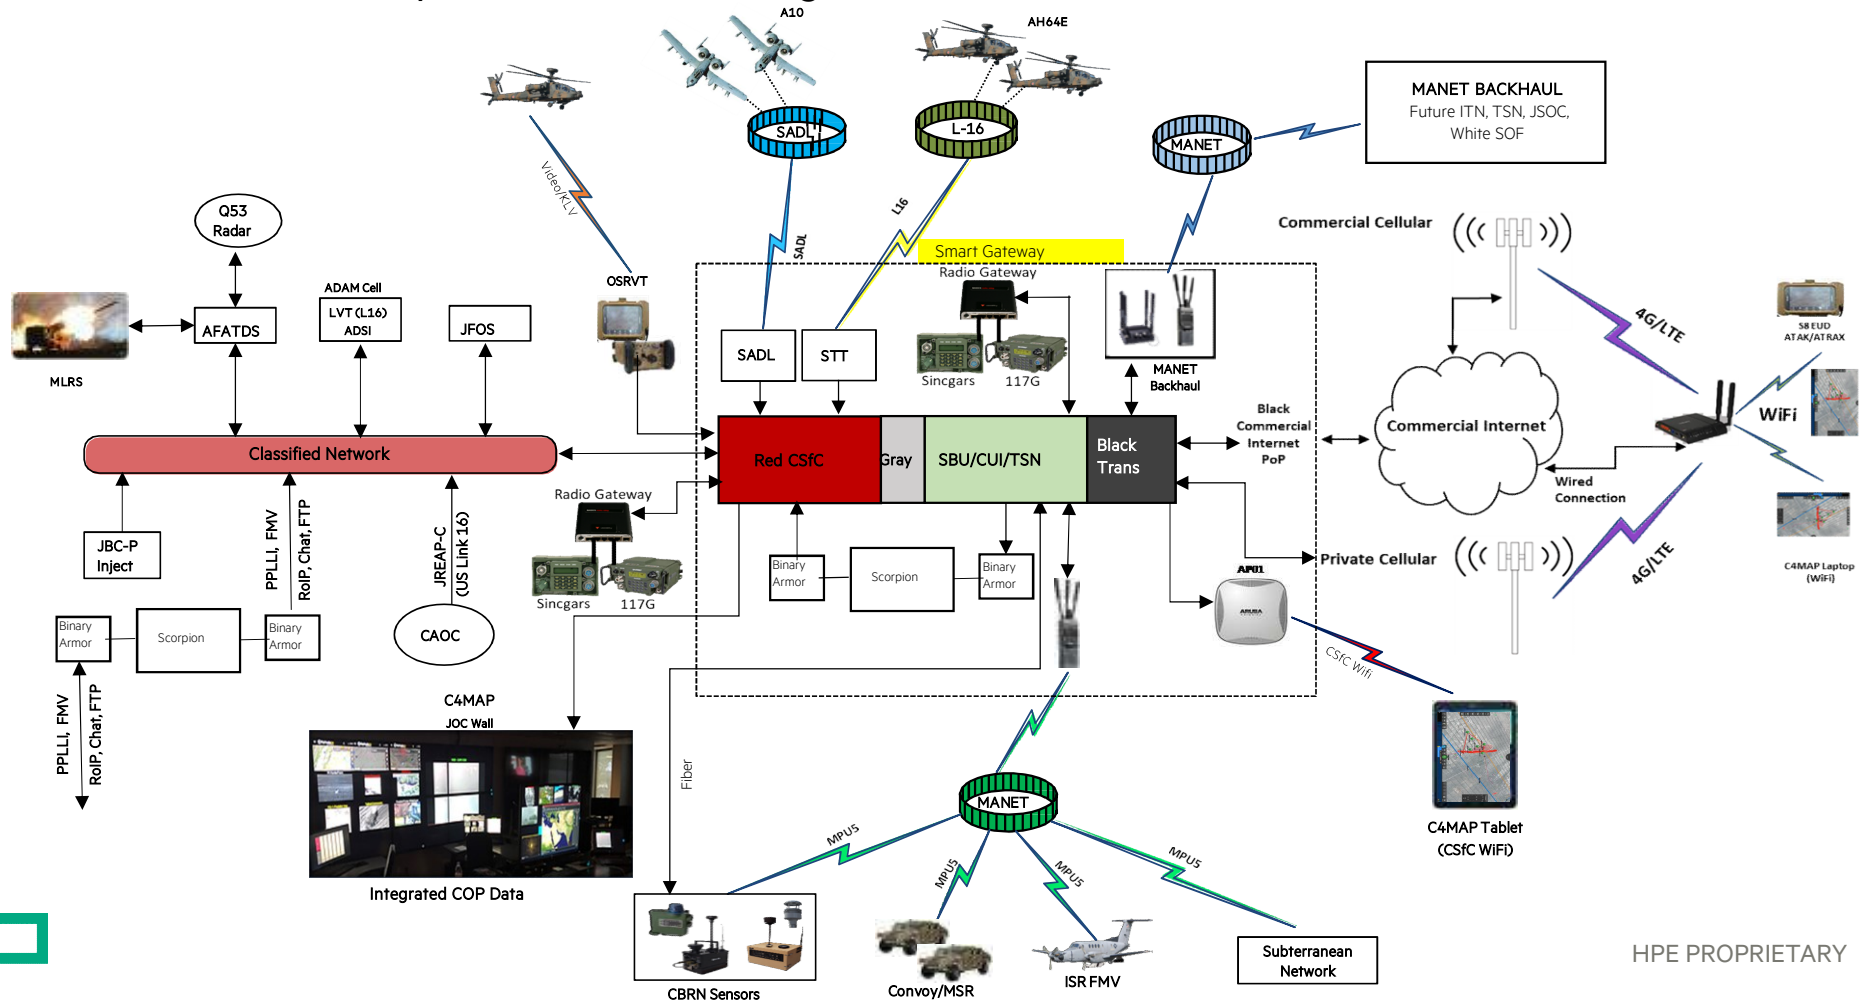 A10
AH64E
SADL
L-16
MANET
MANET BACKHAUL
Future ITN, TSN, JSOC,
White SOF
Video/KLV
SADL
L16
Q53
Radar
OSRVT
Smart Gateway
Radio Gateway
Commercial Cellular
MLRS
AFATDS
ADAM Cell
LVT (L16)
ADSI
JFOS
SADL
STT
Sincgars
117G
MANET
Backhaul
4G/LTE
S8 EUD
ATAK/ATRAX
WiFi
Classified Network
Red CSfC
Gray
SBU/CUI/TSN
Black
Trans
Black
Commercial
Internet
PoP
Commercial Internet
Wired
Connection
JBC-P
Inject
PPLLI, FMV
RoIP, Chat, FTP
JREAP-C
(US Link 16)
CAOC
Radio Gateway
Sincgars
117G
Binary
Armor
Scorpion
Binary
Armor
AP01
ARUBA
Private Cellular
4G/LTE
C4MAP Laptop
(WiFi)
Binary
Armor
Scorpion
Binary
Armor
PPLLI, FMV
RoIP, Chat, FTP
CSfC Wifi
C4MAP
JOC Wall
Integrated COP Data
Fiber
MANET
MPU5
MPU5
MPU5
MPU5
C4MAP Tablet
(CSfC WiFi)
CBRN Sensors
Convoy/MSR
ISR FMV
Subterranean
Network
HPE PROPRIETARY